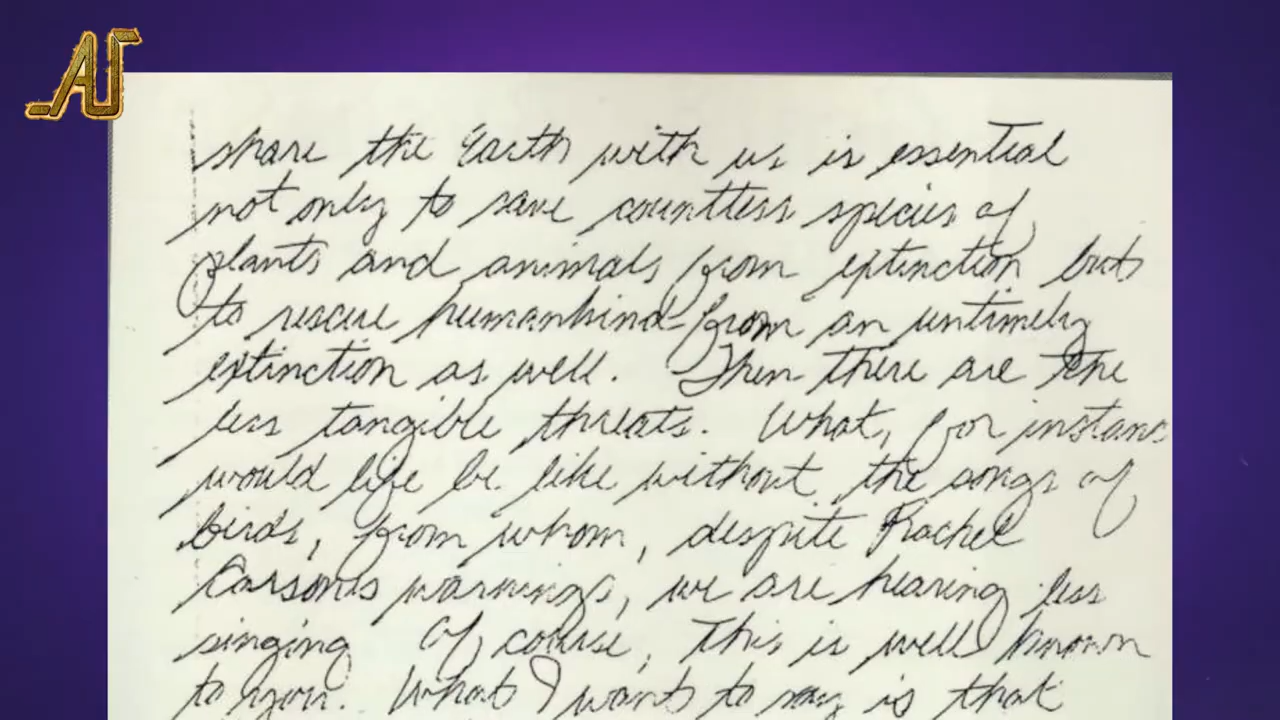 AJ
share the Earth with us is essential
not only to save countless species of
plants and animals from extinction but
to rescue humankind from an untimely
extinction as well. Then there are the
less tangible threats. What, for instanc
would life be like without the songs of
birds, from whom, despite Rachel
Carson's warnings, we are hearing less
singing. Of course, this is well known
to you. What I want to say is that